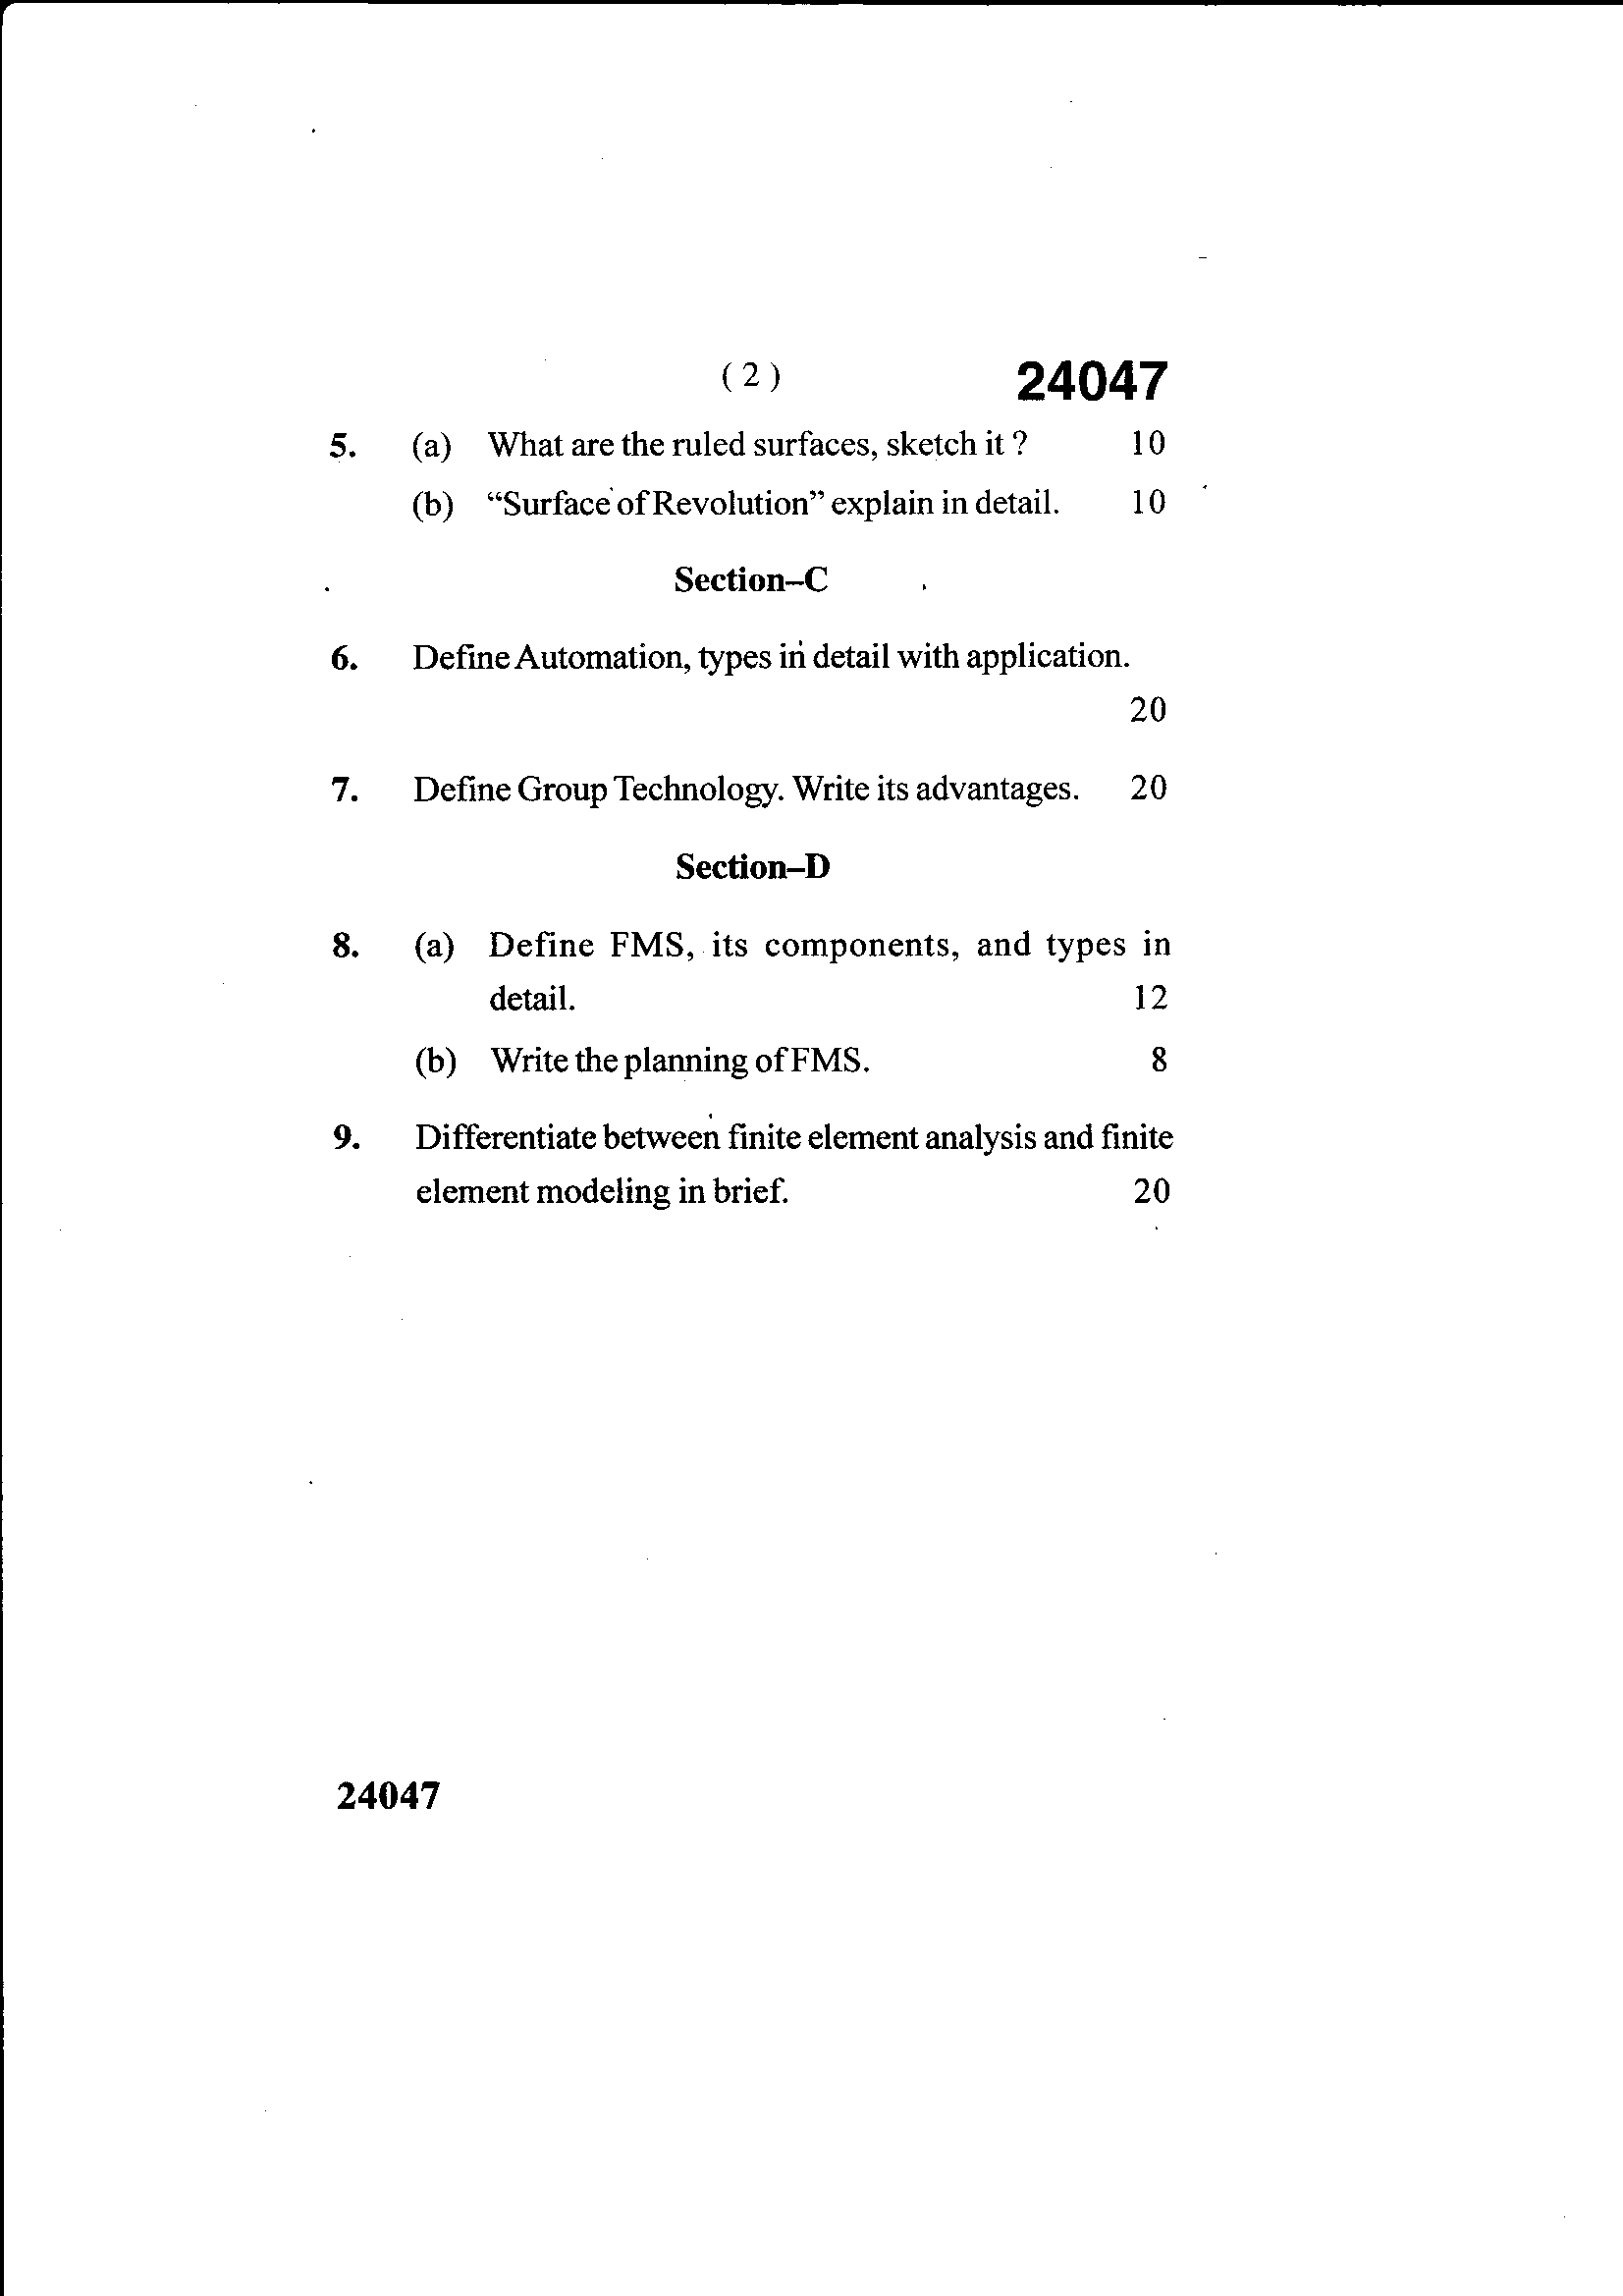 ( 2 ) 24047
5. (a) What are the ruled surfaces, sketch it ? 10
(b) “Surface of Revolution” explain in detail. 10
Section–C
6. Define Automation, types in detail with application.
20
7. Define Group Technology. Write its advantages. 20
Section–D
8. (a) Define FMS, its components, and types in
detail. 12
(b) Write the planning of FMS. 8
9. Differentiate between finite element analysis and finite
element modeling in brief. 20
24047